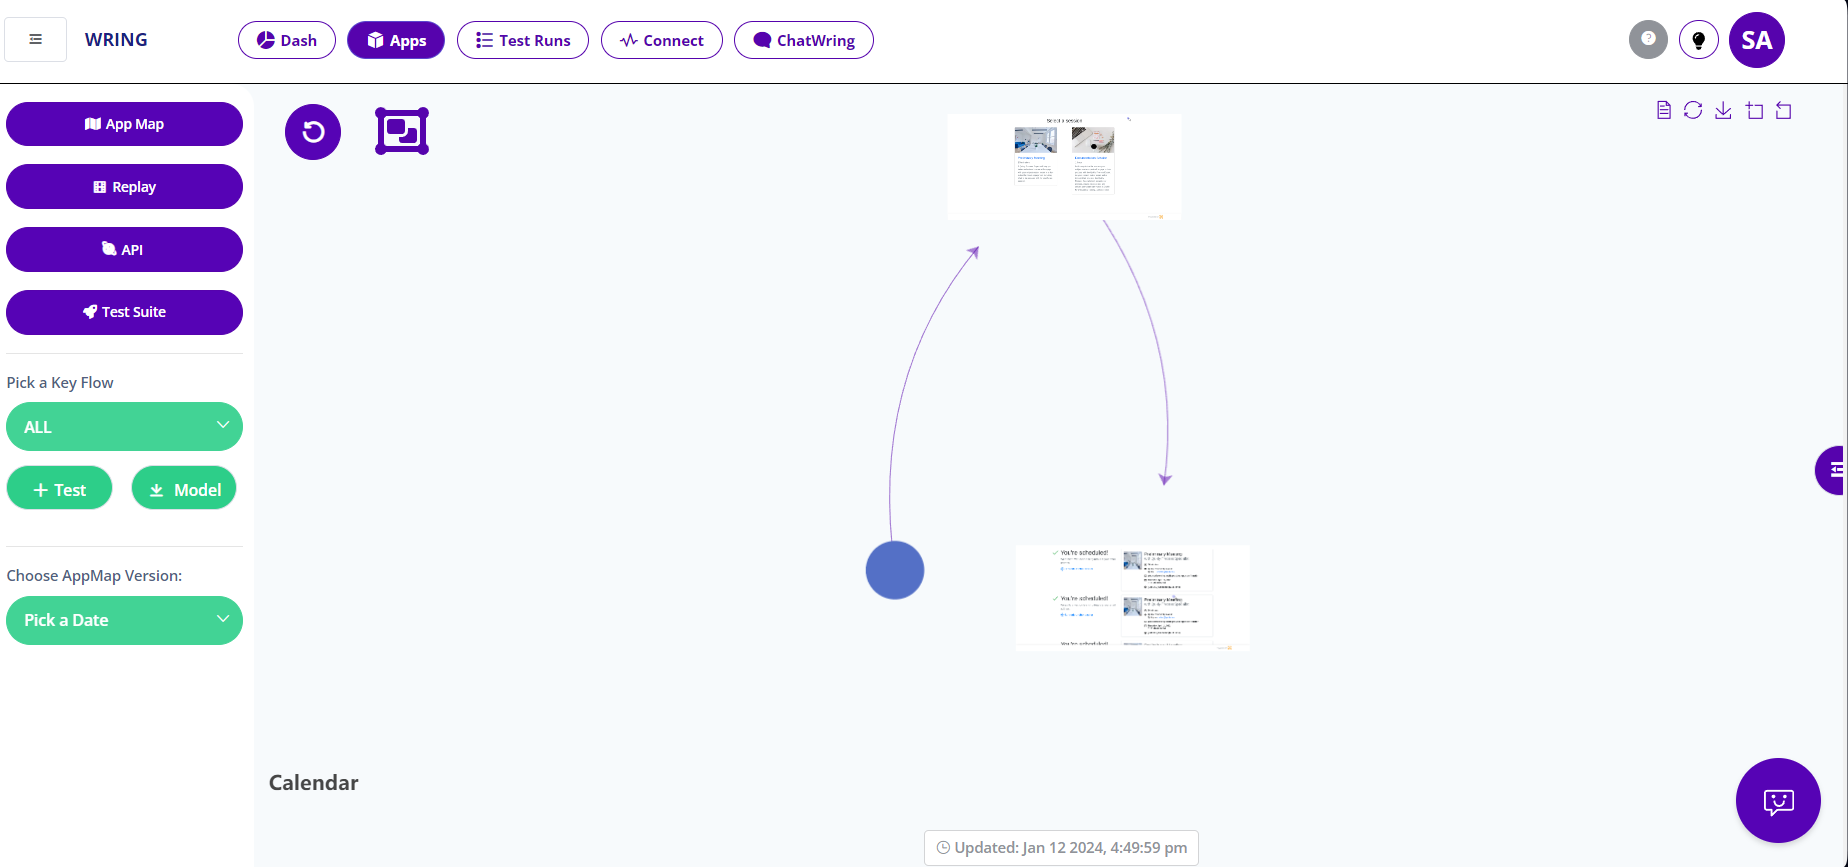 WRING
Dash
Apps
Test Runs
Connect
ChatWring
SA
App Map
Replay
API
Test Suite
Pick a Key Flow
ALL
+ Test
Model
Choose AppMap Version:
Pick a Date
Select a session
You're scheduled!
You're scheduled!
Calendar
Updated: Jan 12 2024, 4:49:59 pm